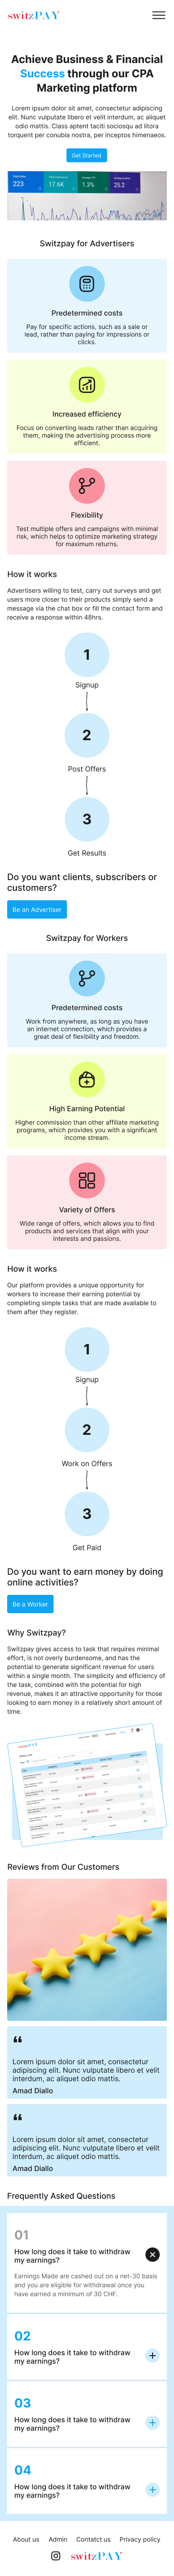 switzPAY
Achieve Business & Financial
Success through our CPA
Marketing platform
Lorem ipsum dolor sit amet, consectetur adipiscing
elit. Nunc vulputate libero et velit interdum, ac aliquet
odio mattis. Class aptent taciti sociosqu ad litora
torquent per conubia nostra, per inceptos himenaeos.
Get Started
223
17.6K
1.3%
25.2
Switzpay for Advertisers
Predetermined costs
Pay for specific actions, such as a sale or
lead, rather than paying for impressions or
clicks.
Increased efficiency
Focus on converting leads rather than acquiring
them, making the advertising process more
efficient.
Flexibility
Test multiple offers and campaigns with minimal
risk, which helps to optimize marketing strategy
for maximum returns.
How it works
Advertisers willing to test, carry out surveys and get
users more closer to their products simply send a
message via the chat box or fill the contact form and
receive a response within 48hrs.
1
Signup
2
Post Offers
3
Get Results
Do you want clients, subscribers or
customers?
Be an Advertiser
Switzpay for Workers
Predetermined costs
Work from anywhere, as long as you have
an internet connection, which provides a
great deal of flexibility and freedom.
High Earning Potential
Higher commission than other affiliate marketing
programs, which provides you with a significant
income stream.
Variety of Offers
Wide range of offers, which allows you to find
products and services that align with your
interests and passions.
How it works
Our platform provides a unique opportunity for
workers to increase their earning potential by
completing simple tasks that are made available to
them after they register.
1
Signup
2
Work on Offers
3
Get Paid
Do you want to earn money by doing
online activities?
Be a Worker
Why Switzpay?
Switzpay gives access to task that requires minimal
effort, is not overly burdensome, and has the
potential to generate significant revenue for users
within a single month. The simplicity and efficiency of
the task, combined with the potential for high
revenue, makes it an attractive opportunity for those
looking to earn money in a relatively short amount of
time.
switzPAY
Reviews from Our Customers
“
Lorem ipsum dolor sit amet, consectetur
adipiscing elit. Nunc vulputate libero et velit
interdum, ac aliquet odio mattis.
Amad Diallo
“
Lorem ipsum dolor sit amet, consectetur
adipiscing elit. Nunc vulputate libero et velit
interdum, ac aliquet odio mattis.
Amad Diallo
Frequently Asked Questions
01
How long does it take to withdraw
my earnings?
Earnings Made are cashed out on a net-30 basis
and you are eligible for withdrawal once you
have earned a minimum of 30 CHF.
02
How long does it take to withdraw
my earnings?
03
How long does it take to withdraw
my earnings?
04
How long does it take to withdraw
my earnings?
About us Admin Contatct us Privacy policy
switzPAY